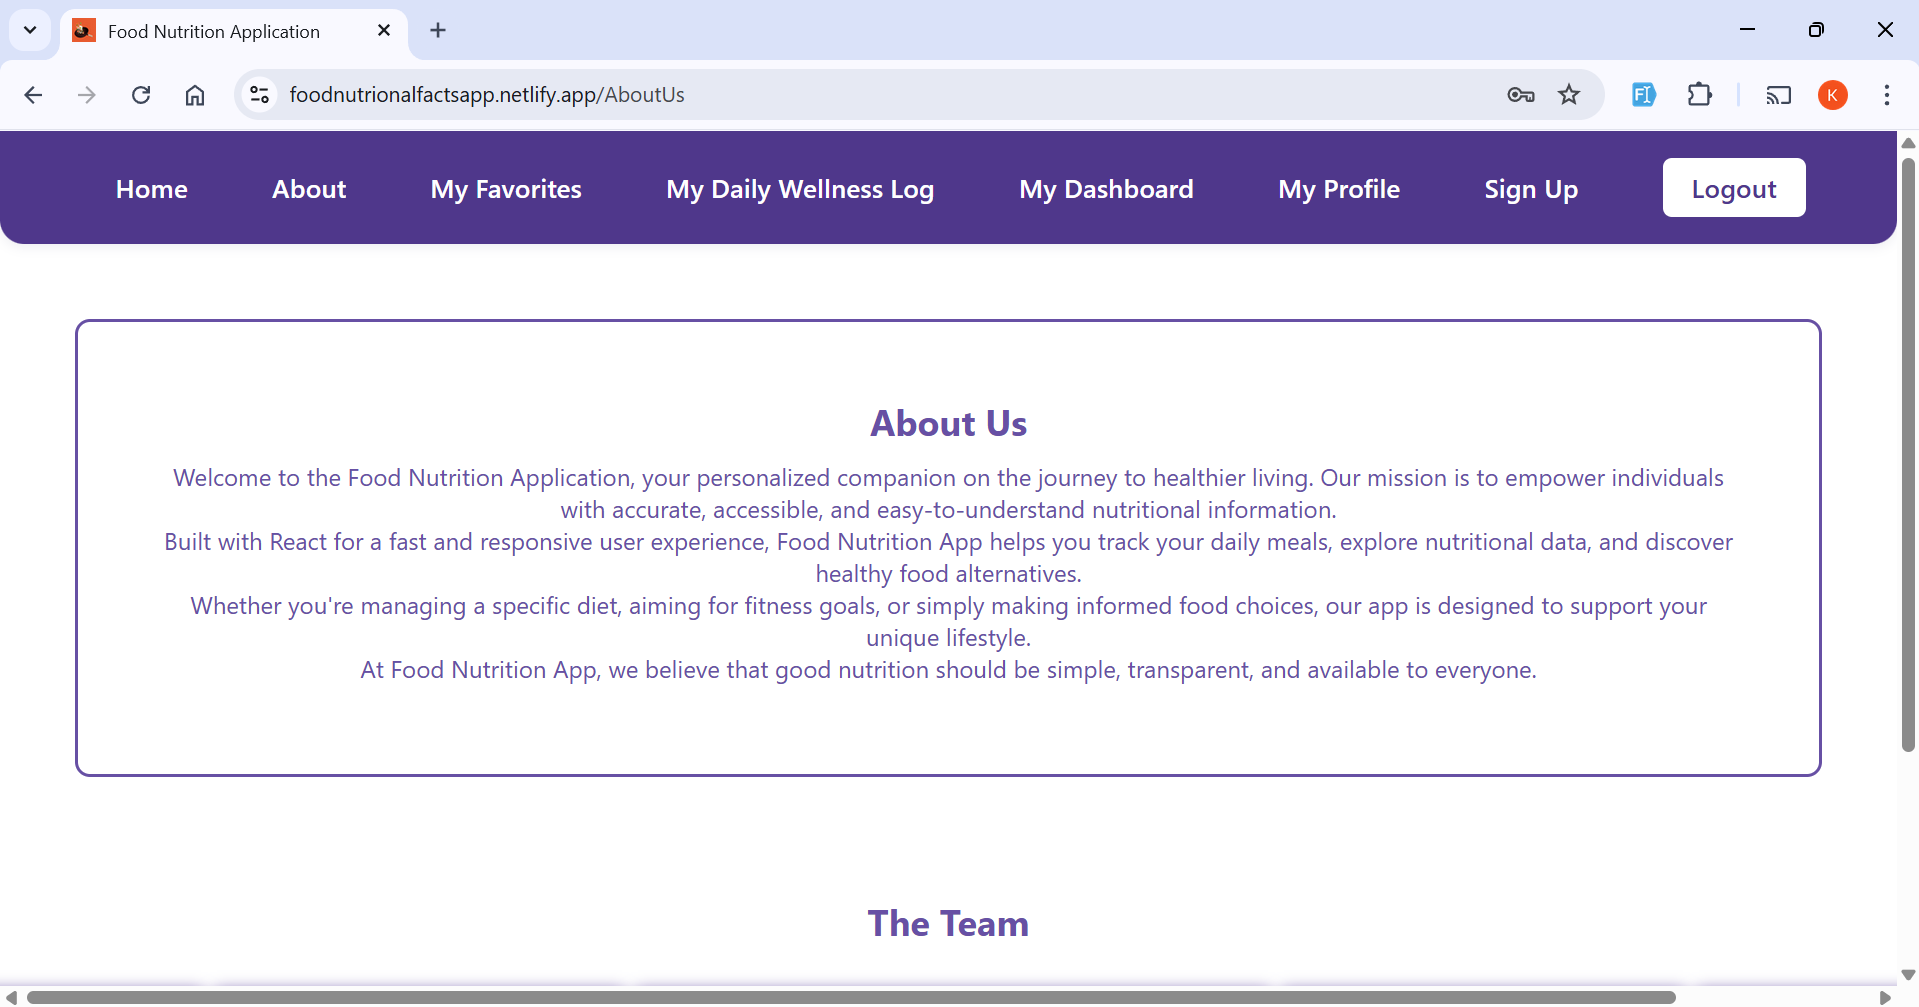 Food Nutrition Application
foodnutrionalfactsapp.netlify.app/AboutUs
FI
K
Home About My Favorites My Daily Wellness Log My Dashboard My Profile Sign Up Logout
About Us
Welcome to the Food Nutrition Application, your personalized companion on the journey to healthier living. Our mission is to empower individuals
with accurate, accessible, and easy-to-understand nutritional information.
Built with React for a fast and responsive user experience, Food Nutrition App helps you track your daily meals, explore nutritional data, and discover
healthy food alternatives.
Whether you're managing a specific diet, aiming for fitness goals, or simply making informed food choices, our app is designed to support your
unique lifestyle.
At Food Nutrition App, we believe that good nutrition should be simple, transparent, and available to everyone.
The Team